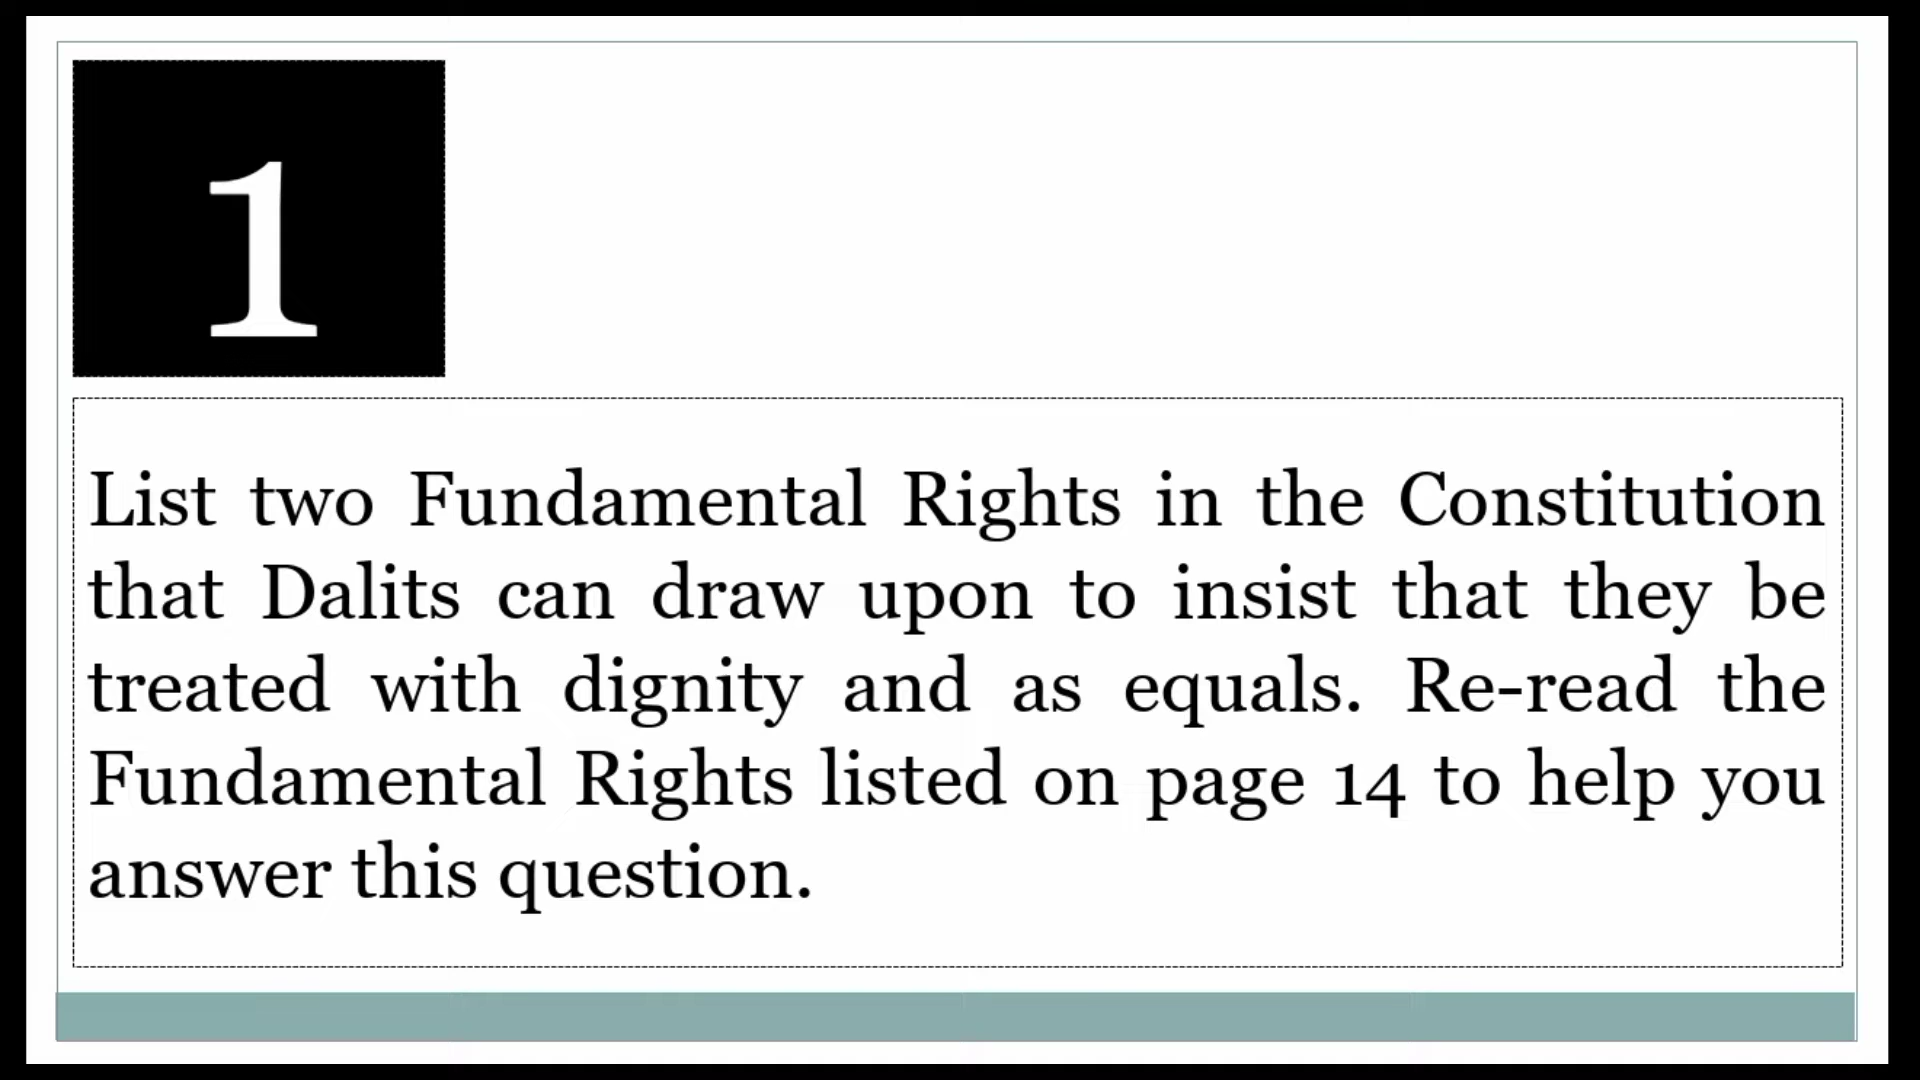 1
List two Fundamental Rights in the Constitution
that Dalits can draw upon to insist that they be
treated with dignity and as equals. Re-read the
Fundamental Rights listed on page 14 to help you
answer this question.